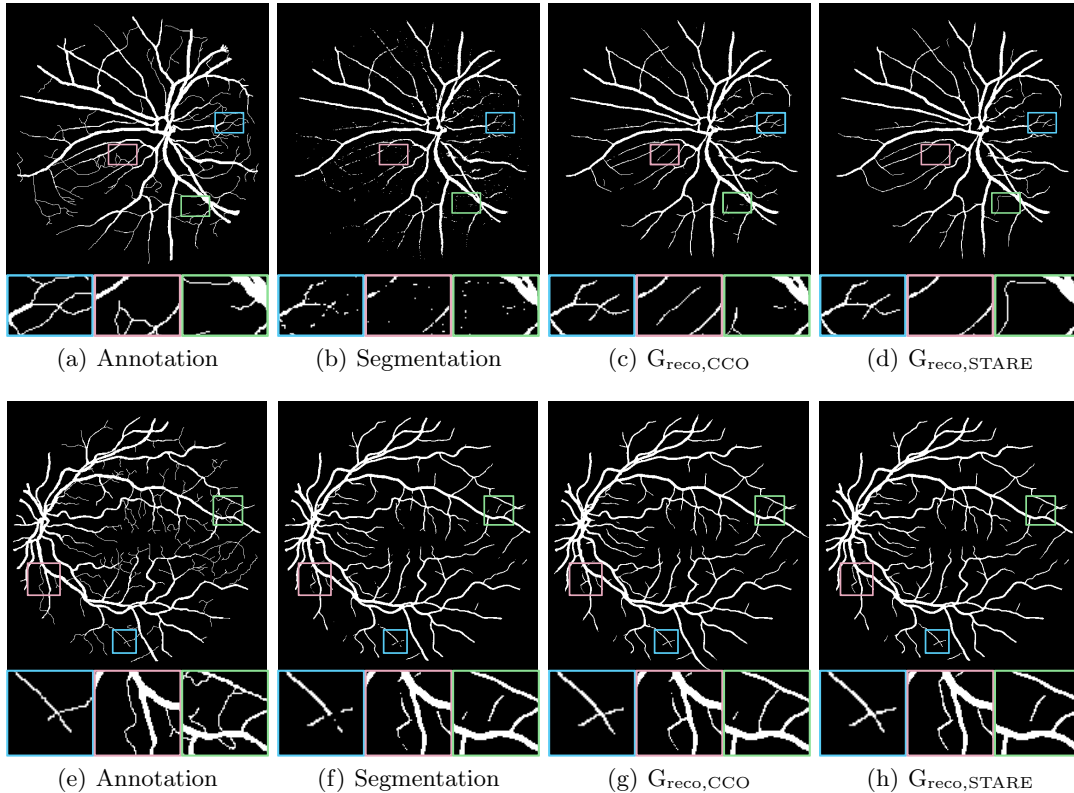 (a) Annotation
(b) Segmentation
(c) G_reco,CCO
(d) G_reco,STARE
(e) Annotation
(f) Segmentation
(g) G_reco,CCO
(h) G_reco,STARE